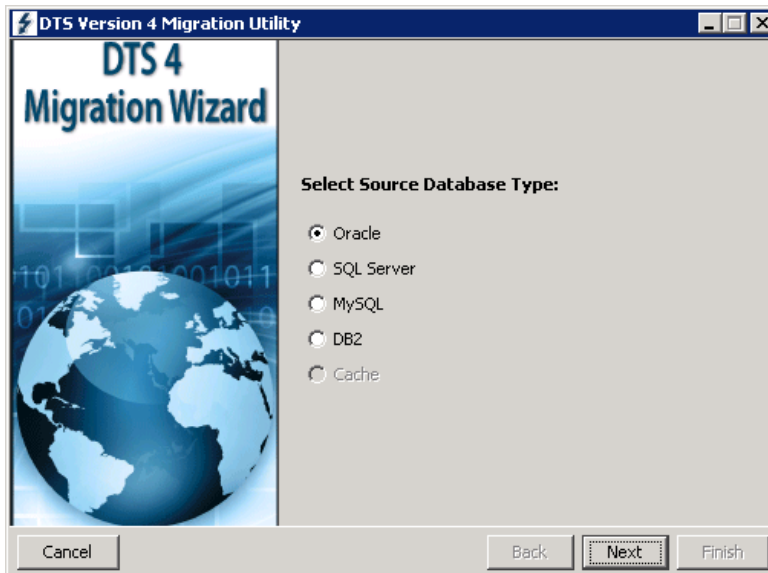 DTS Version 4 Migration Utility
DTS 4
Migration Wizard
Select Source Database Type:
Oracle
SQL Server
MySQL
DB2
Cache
Cancel
Back
Next
Finish